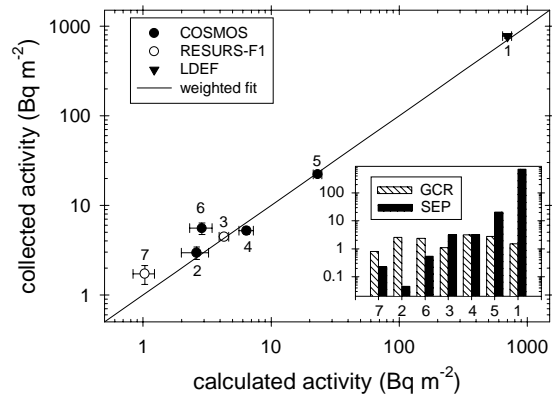 COSMOS
RESURS-F1
LDEF
weighted fit
collected activity (Bq m-2)
1000
100
10
1
1
5
6
3
4
2
7
GCR
SEP
100
10
1
0.1
7 2 6 3 4 5 1
1 10 100 1000
calculated activity (Bq m-2)